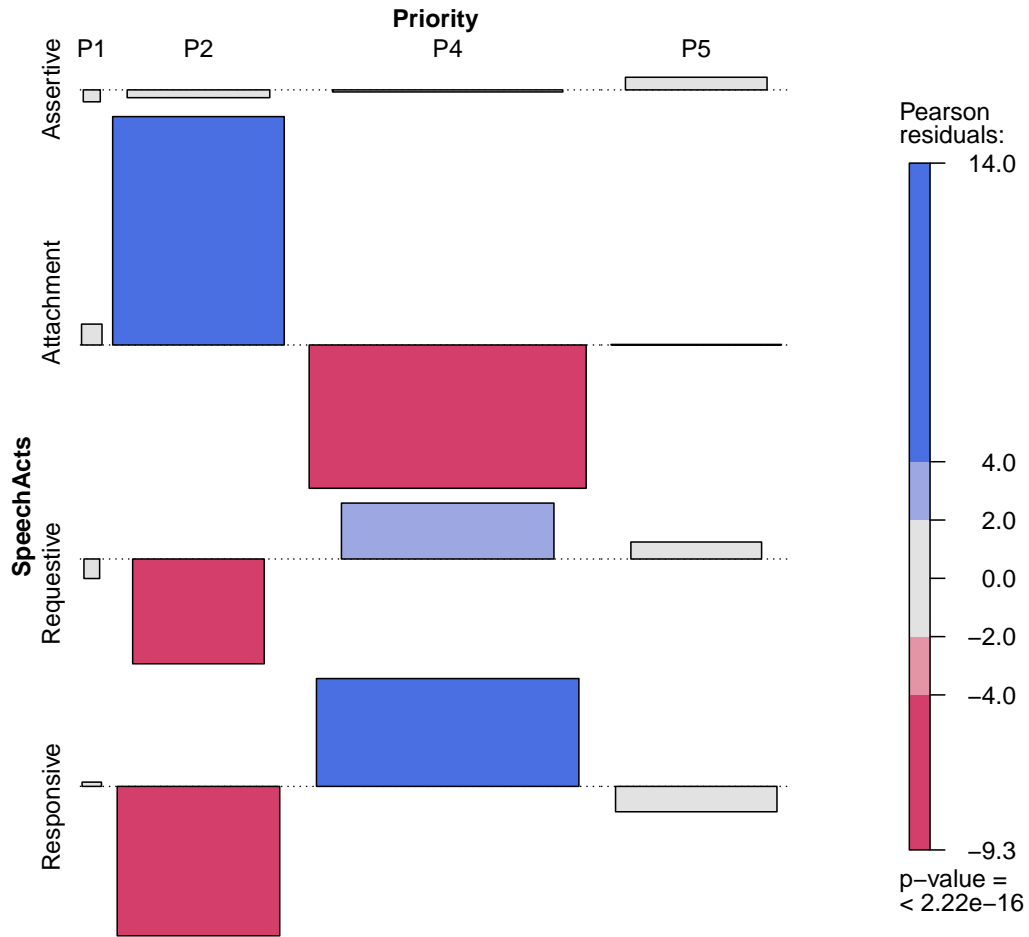 Priority
P1 P2 P4 P5
SpeechActs
Assertive
Attachment
Requestive
Responsive
Pearson
residuals:
14.0
4.0
2.0
0.0
−2.0
−4.0
−9.3
p−value =
< 2.22e−16